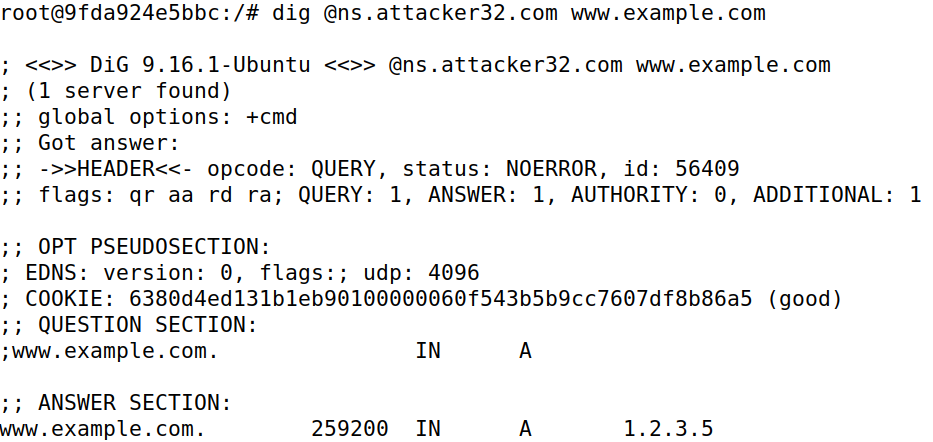 root@9fda924e5bbc:/# dig @ns.attacker32.com www.example.com
; <<>> DiG 9.16.1-Ubuntu <<>> @ns.attacker32.com www.example.com
; (1 server found)
;; global options: +cmd
;; Got answer:
;; ->>HEADER<<- opcode: QUERY, status: NOERROR, id: 56409
;; flags: qr aa rd ra; QUERY: 1, ANSWER: 1, AUTHORITY: 0, ADDITIONAL: 1
;; OPT PSEUDOSECTION:
; EDNS: version: 0, flags:; udp: 4096
; COOKIE: 6380d4ed131b1eb90100000060f543b5b9cc7607df8b86a5 (good)
;; QUESTION SECTION:
;www.example.com. IN A
;; ANSWER SECTION:
www.example.com. 259200 IN A 1.2.3.5